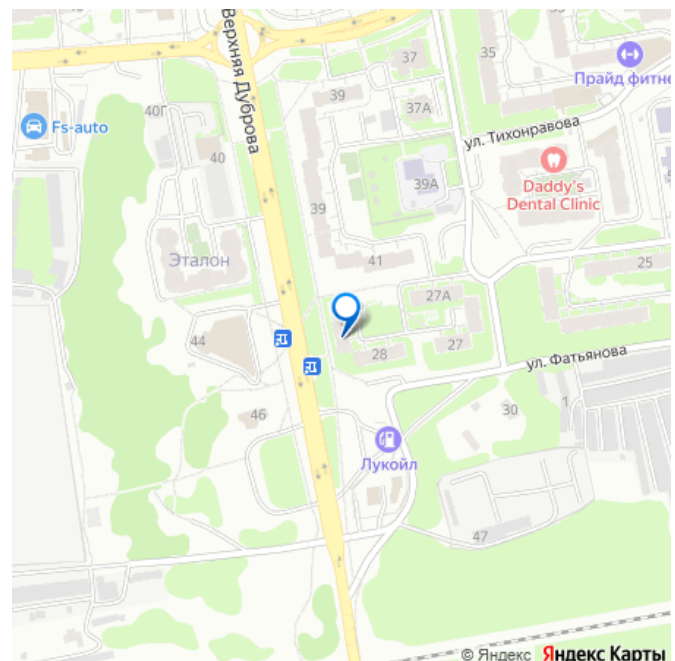 Верхняя Дуброва
37
35
Прайд фитне
39
37А
40Г
Fs-auto
40
ул. Тихонравова
39А
Daddy's
Dental Clinic
39
Эталон
41
25
27А
44
28
27
ул. Фатьянова
46
30
1
Лукойл
47
© Яндекс Яндекс Карты